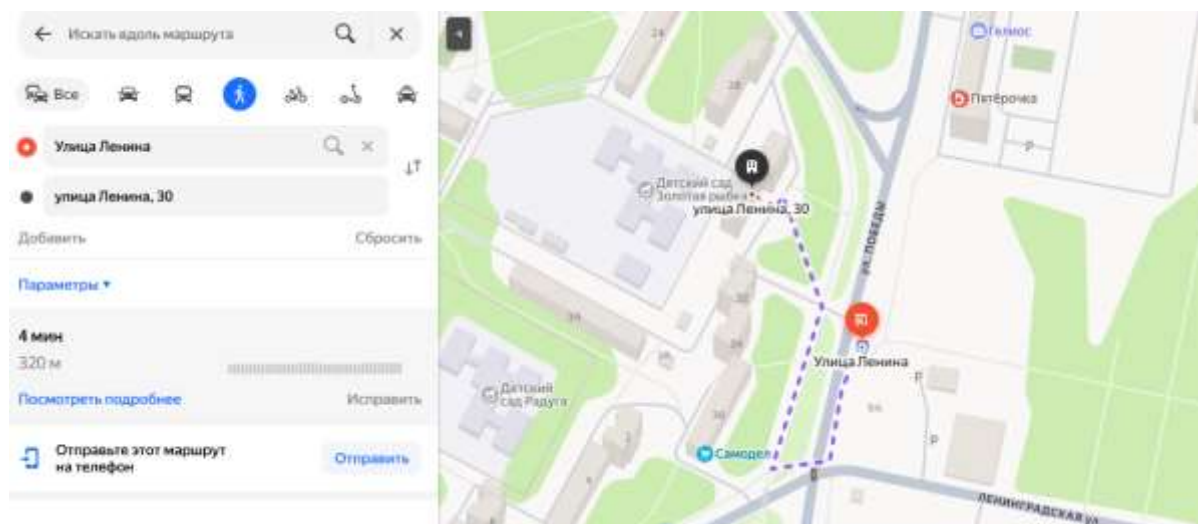 Искать вдоль маршрута
Все
Улица Ленина
улица Ленина, 30
Добавить
Сбросить
Параметры
4 мин
320 м
Посмотреть подробнее
Исправить
Отправьте этот маршрут
на телефон
Отправить
Гелиос
Пятёрочка
Р
Детский сад
Золотая рыбка
улица Ленина, 30
ул. ПОБЕДЫ
Улица Ленина
Р
Детский
сад Радуга
Р
Самодел
ЛЕНИНГРАДСКАЯ УЛ.